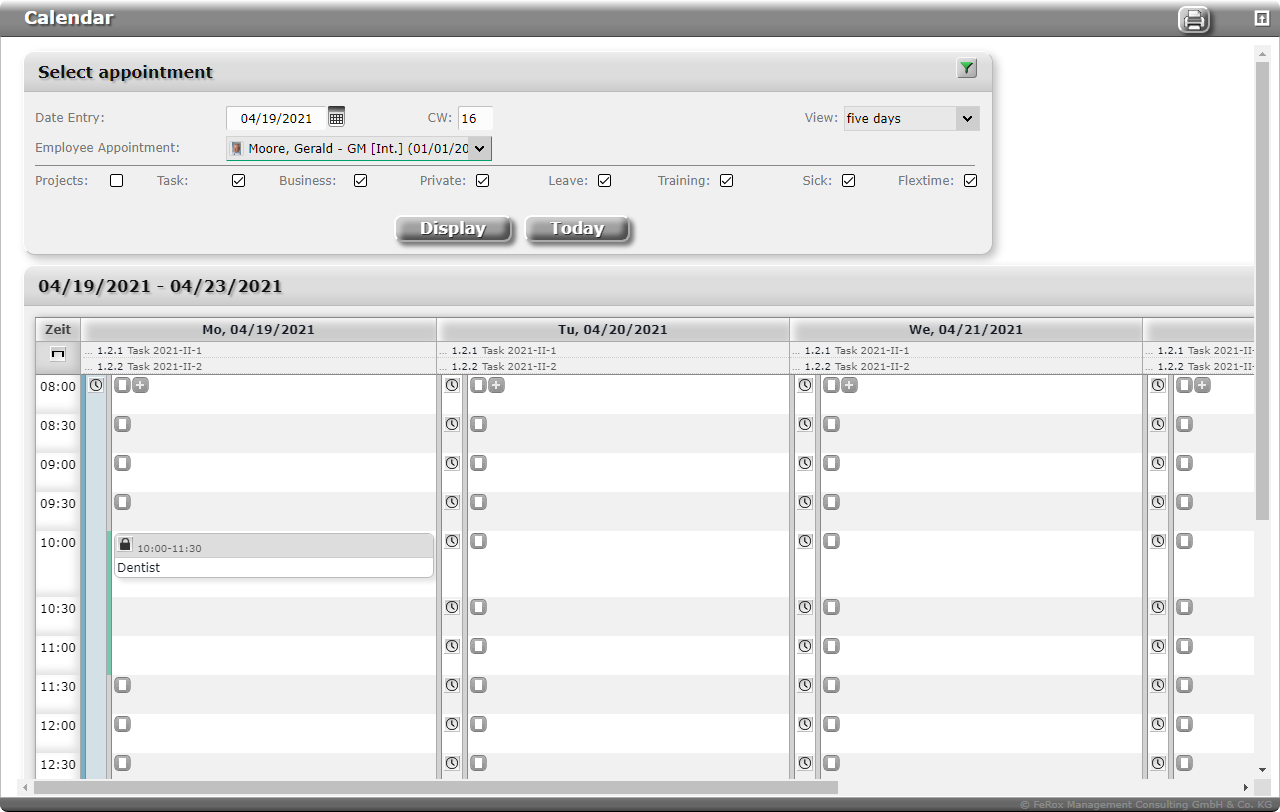 Calendar
Select appointment
Date Entry: 04/19/2021 CW: 16 View: five days
Employee Appointment: Moore, Gerald - GM [Int.] (01/01/20
Projects: Task: Business: Private: Leave: Training: Sick: Flextime:
Display Today
04/19/2021 - 04/23/2021
Zeit Mo, 04/19/2021 Tu, 04/20/2021 We, 04/21/2021
... 1.2.1 Task 2021-II-1 ... 1.2.1 Task 2021-II-1 ... 1.2.1 Task 2021-II-1 ... 1.2.1 Task 2021-II-
... 1.2.2 Task 2021-II-2 ... 1.2.2 Task 2021-II-2 ... 1.2.2 Task 2021-II-2 ... 1.2.2 Task 2021-II-
08:00
08:30
09:00
09:30
10:00 10:00-11:30
Dentist
10:30
11:00
11:30
12:00
12:30
© FeRox Management Consulting GmbH & Co. KG